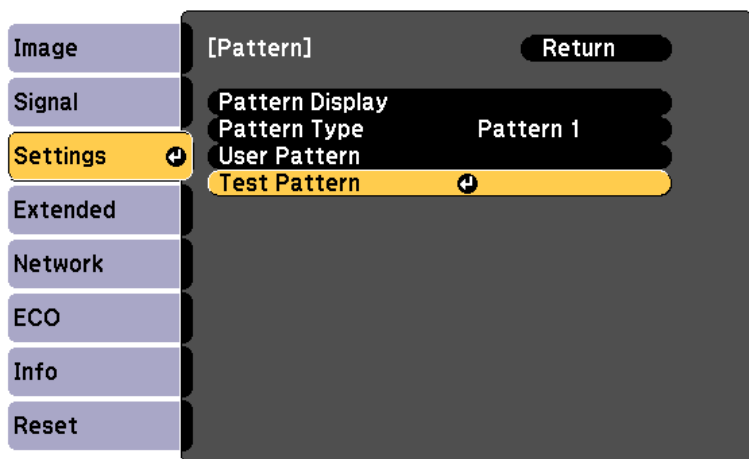 Image
Signal
Settings
Extended
Network
ECO
Info
Reset
[Pattern] Return
Pattern Display
Pattern Type Pattern 1
User Pattern
Test Pattern